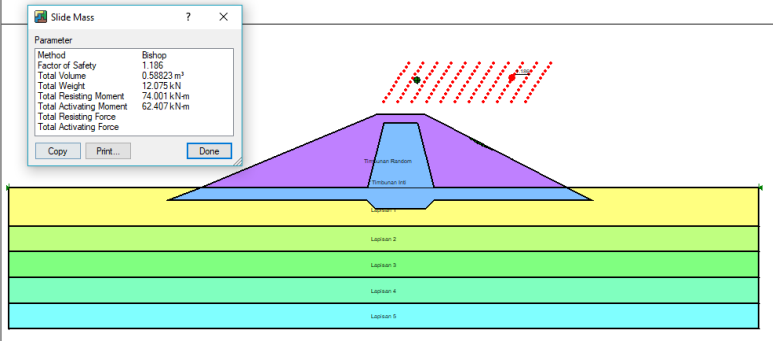 Slide Mass
Parameter
Method Bishop
Factor of Safety 1.186
Total Volume 0.58823 m³
Total Weight 12.075 kN
Total Resisting Moment 74.001 kN-m
Total Activating Moment 62.407 kN-m
Total Resisting Force
Total Activating Force
Copy
Print...
Done
1.186
Timbunan Random
Timbunan Inti
Lapisan 1
Lapisan 2
Lapisan 3
Lapisan 4
Lapisan 5